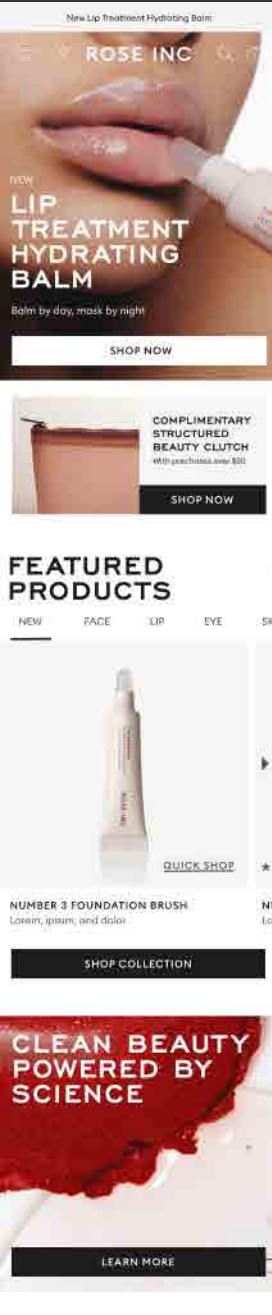 New Lip Treatment Hydrating Balm
ROSE INC
NEW
LIP
TREATMENT
HYDRATING
BALM
Balm by day, mask by night
SHOP NOW
COMPLIMENTARY
STRUCTURED
BEAUTY CLUTCH
With purchases over
SHOP NOW
FEATURED
PRODUCTS
NEW FACE LIP EYE
ROSE INC
QUICK SHOP
NUMBER 3 FOUNDATION BRUSH
Lorem, ipsum, and dolor
SHOP COLLECTION
CLEAN BEAUTY
POWERED BY
SCIENCE
LEARN MORE